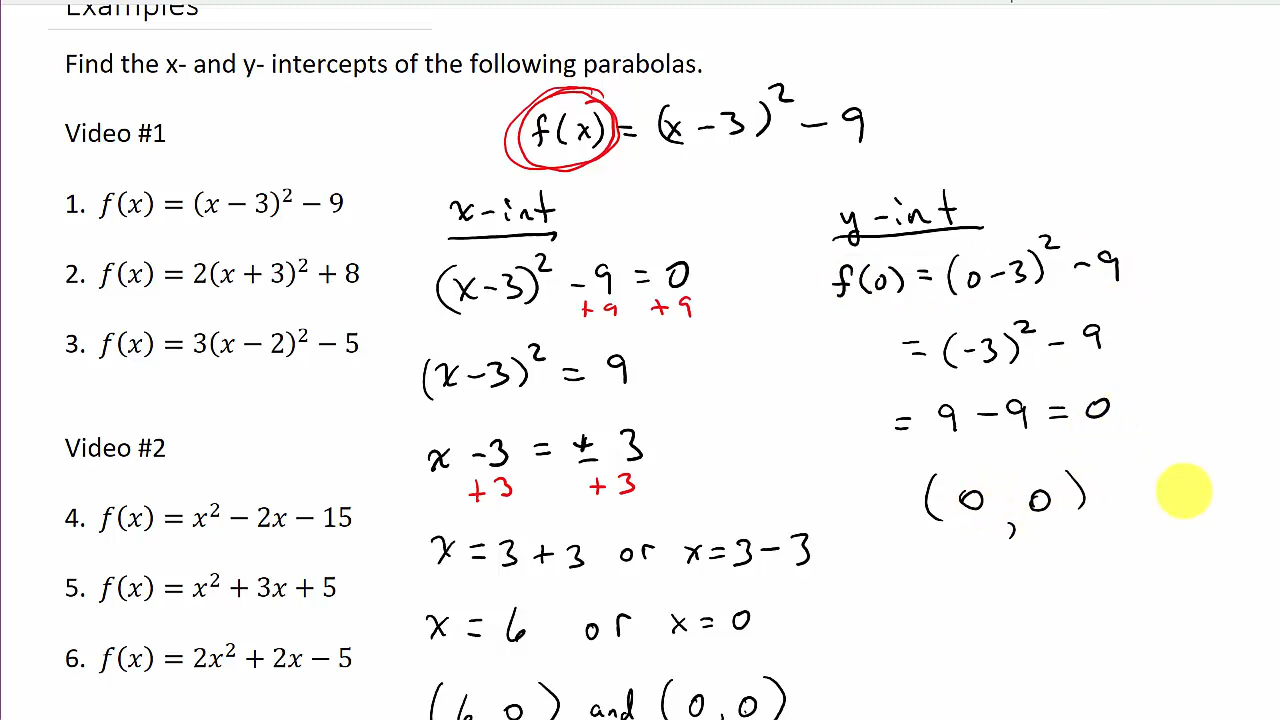 Examples
Find the x- and y- intercepts of the following parabolas.
f(x) = (x - 3)² - 9
Video #1
1. f(x) = (x − 3)² − 9
2. f(x) = 2(x + 3)² + 8
3. f(x) = 3(x − 2)² − 5
Video #2
4. f(x) = x² − 2x − 15
5. f(x) = x² + 3x + 5
6. f(x) = 2x² + 2x − 5
x-int
(x-3)² - 9 = 0
+9 +9
(x-3)² = 9
x - 3 = ± 3
+3 +3
x = 3 + 3 or x = 3 - 3
x = 6 or x = 0
(6,0) and (0,0)
y-int
f(0) = (0-3)² - 9
= (-3)² - 9
= 9 - 9 = 0
(0,0)